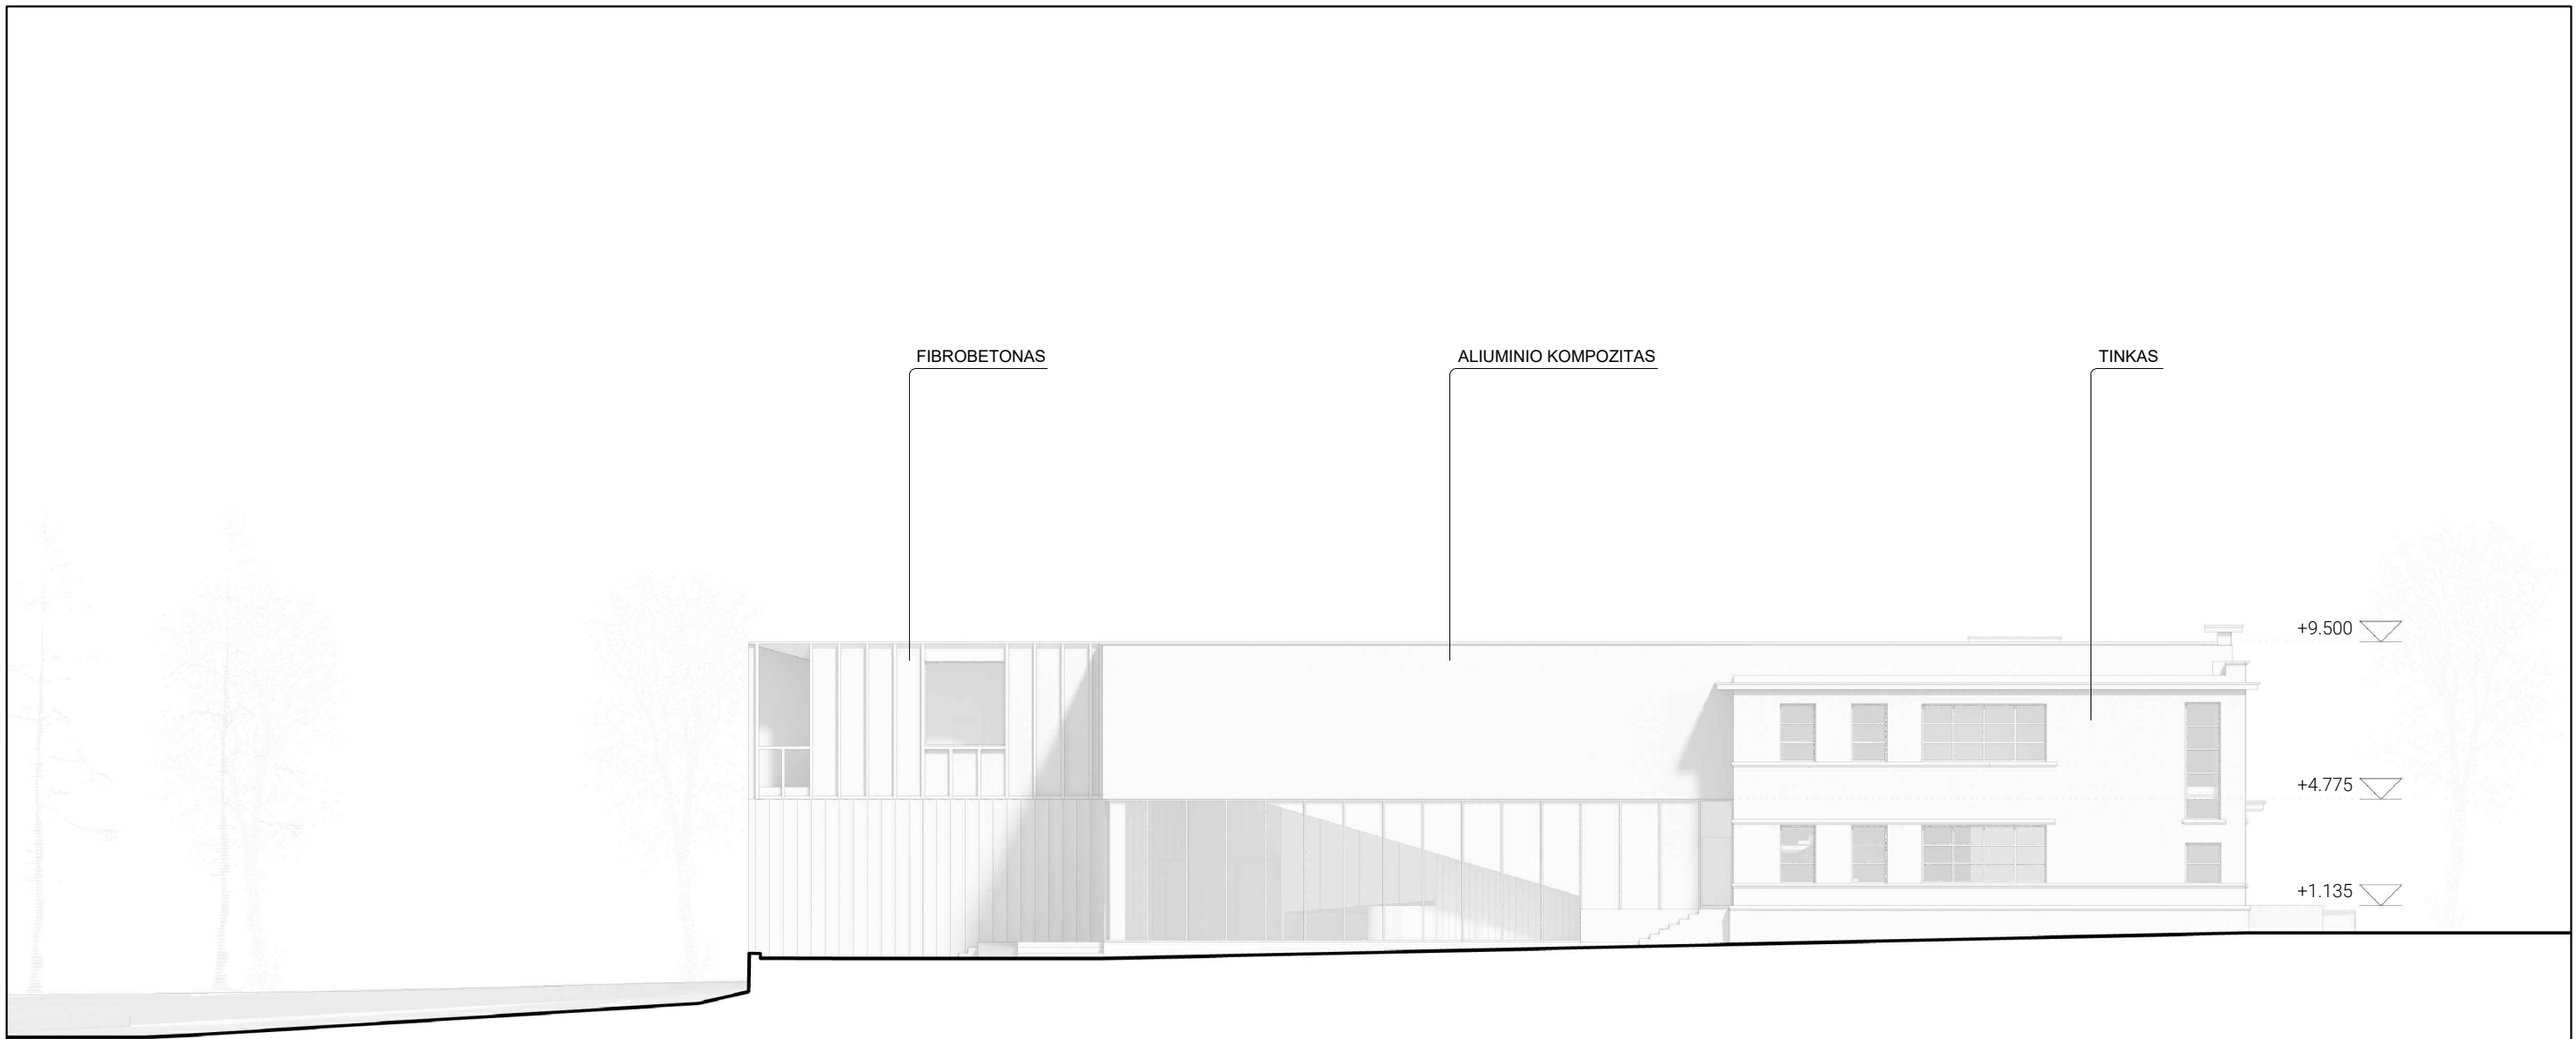 FIBROBETONAS
ALIUMINIO KOMPOZITAS
TINKAS
+9.500
+4.775
+1.135